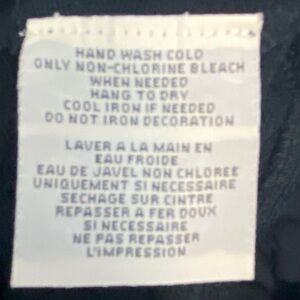 HAND WASH COLD
ONLY NON-CHLORINE BLEACH
WHEN NEEDED
HANG TO DRY
COOL IRON IF NEEDED
DO NOT IRON DECORATION
LAVER A LA MAIN EN
EAU FROIDE
EAU DE JAVEL NON CHLOREE
UNIQUEMENT SI NECESSAIRE
SECHAGE SUR CINTRE
REPASSER A FER DOUX
SI NECESSAIRE
NE PAS REPASSER
L'IMPRESSION